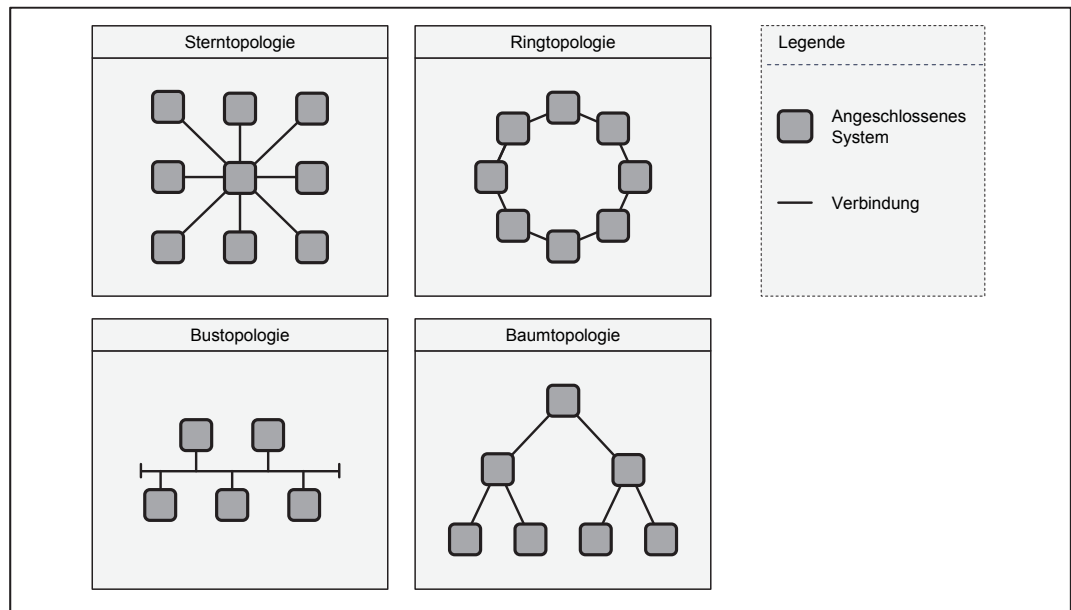 Sterntopologie
Ringtopologie
Legende
Angeschlossenes
System
Verbindung
Bustopologie
Baumtopologie